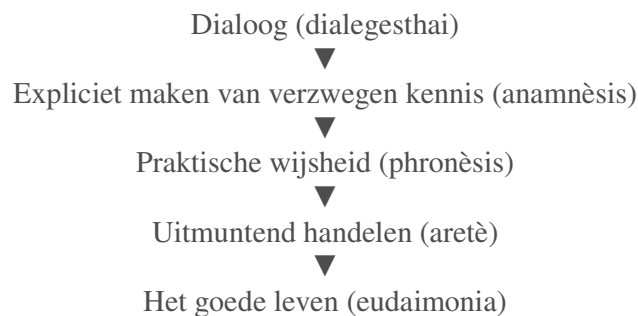 Dialoog (dialegesthai)
Expliciet maken van verzwegen kennis (anamnèsis)
Praktische wijsheid (phronèsis)
Uitmuntend handelen (aretè)
Het goede leven (eudaimonia)